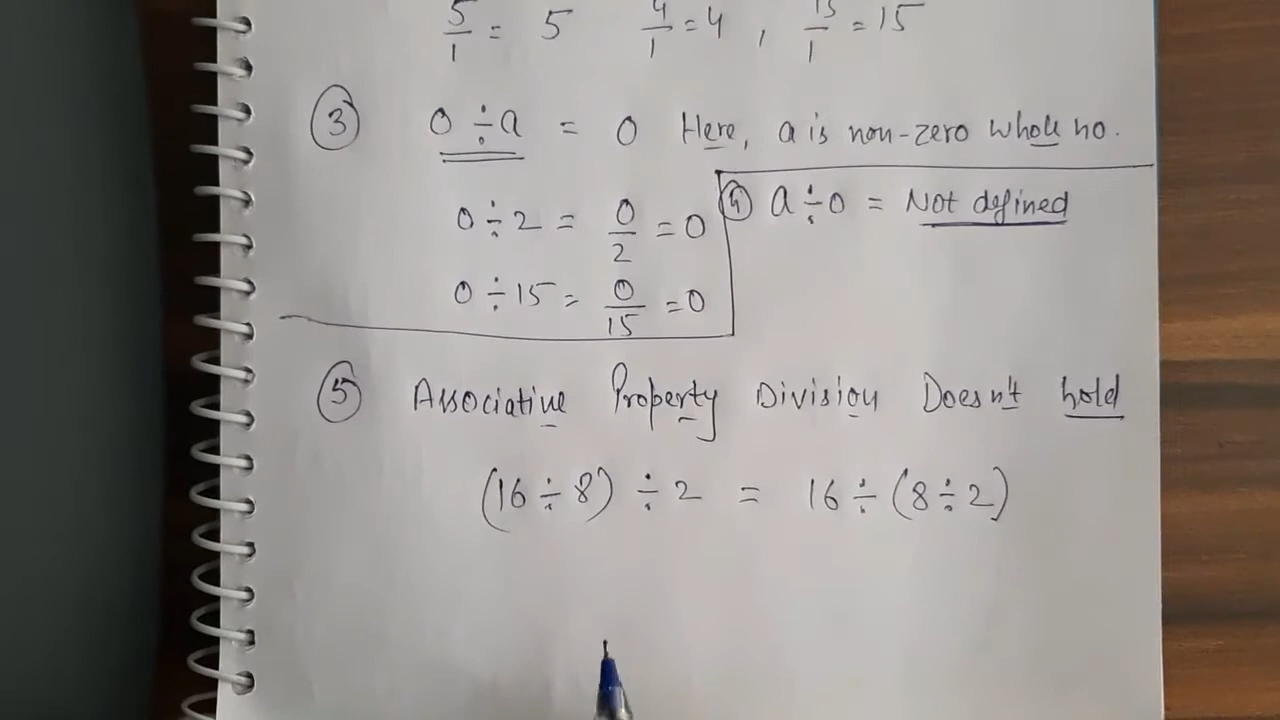 5/1 = 5 4/1 = 4 , 15/1 = 15
③ 0 ÷ a = 0 Here, a is non-zero whole no.
0 ÷ 2 = 0/2 = 0
0 ÷ 15 = 0/15 = 0
④ a ÷ 0 = Not defined
⑤ Associative Property Division Doesn't hold
(16 ÷ 8) ÷ 2 = 16 ÷ (8 ÷ 2)